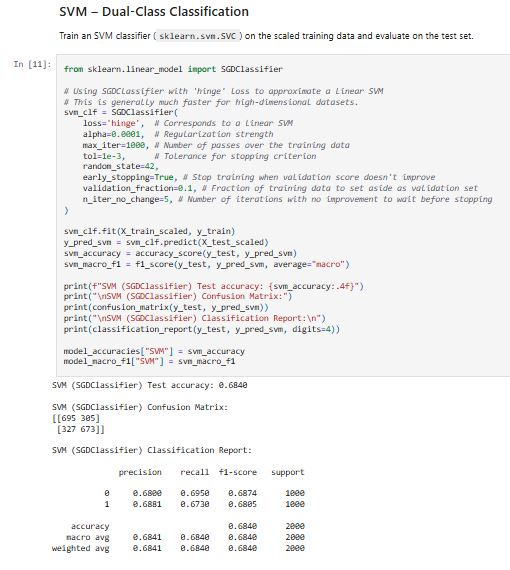 SVM – Dual-Class Classification
Train an SVM classifier ( sklearn.svm.SVC ) on the scaled training data and evaluate on the test set.
In [11]:
from sklearn.linear_model import SGDClassifier
# Using SGDClassifier with 'hinge' loss to approximate a linear SVM
# This is generally much faster for high-dimensional datasets.
svm_clf = SGDClassifier(
    loss='hinge',  # Corresponds to a linear SVM
    alpha=0.0001,  # Regularization strength
    max_iter=1000, # Number of passes over the training data
    tol=1e-3,      # Tolerance for stopping criterion
    random_state=42,
    early_stopping=True, # Stop training when validation score doesn't improve
    validation_fraction=0.1, # Fraction of training data to set aside as validation set
    n_iter_no_change=5, # Number of iterations with no improvement to wait before stopping
)
svm_clf.fit(X_train_scaled, y_train)
y_pred_svm = svm_clf.predict(X_test_scaled)
svm_accuracy = accuracy_score(y_test, y_pred_svm)
svm_macro_f1 = f1_score(y_test, y_pred_svm, average="macro")
print(f"SVM (SGDClassifier) Test accuracy: {svm_accuracy:.4f}")
print("\nSVM (SGDClassifier) Confusion Matrix:")
print(confusion_matrix(y_test, y_pred_svm))
print("\nSVM (SGDClassifier) Classification Report:\n")
print(classification_report(y_test, y_pred_svm, digits=4))
model_accuracies["SVM"] = svm_accuracy
model_macro_f1["SVM"] = svm_macro_f1
SVM (SGDClassifier) Test accuracy: 0.6840
SVM (SGDClassifier) Confusion Matrix:
[[695 305]
 [327 673]]
SVM (SGDClassifier) Classification Report:
precision recall f1-score support
0 0.6800 0.6950 0.6874 1000
1 0.6881 0.6730 0.6805 1000
accuracy 0.6840 2000
macro avg 0.6841 0.6840 0.6840 2000
weighted avg 0.6841 0.6840 0.6840 2000